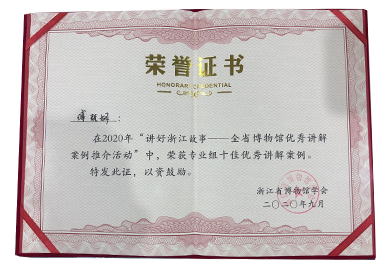 荣誉证书
HONORARY CREDENTIAL
：
在2020年“讲好浙江故事——全省博物馆优秀讲解
案例推介活动”中，荣获专业组十佳优秀讲解案例。
特发此证，以资鼓励。
浙江省博物馆学会
二〇二〇年九月